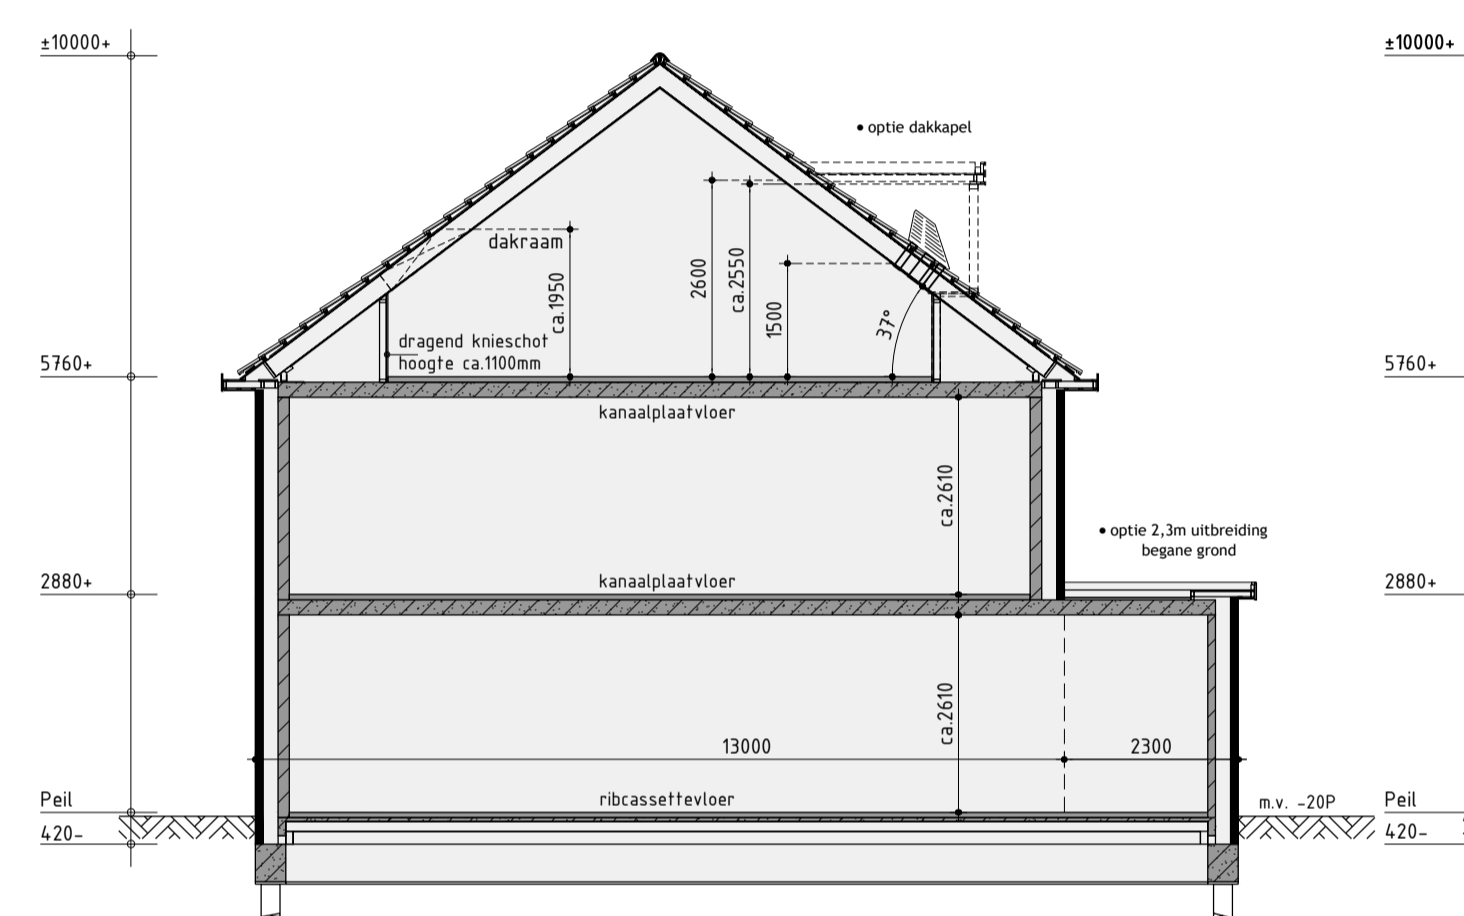 ±10000+
±10000+
• optie dakkapel
dakraam
ca.1950
2600
ca.2550
1500
37°
dragend knieschot
hoogte ca.1100mm
5760+
5760+
kanaalplaatvloer
ca.2610
• optie 2,3m uitbreiding
begane grond
2880+
kanaalplaatvloer
2880+
ca.2610
13000
2300
Peil
ribcassettevloer
m.v. -20P
Peil
420-
420-